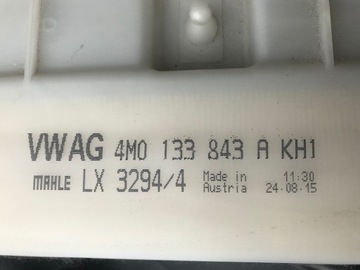 VWAG 4M0 133 843 A KH1
MAHLE LX 3294/4 Made in Austria 11:30 24·08·15